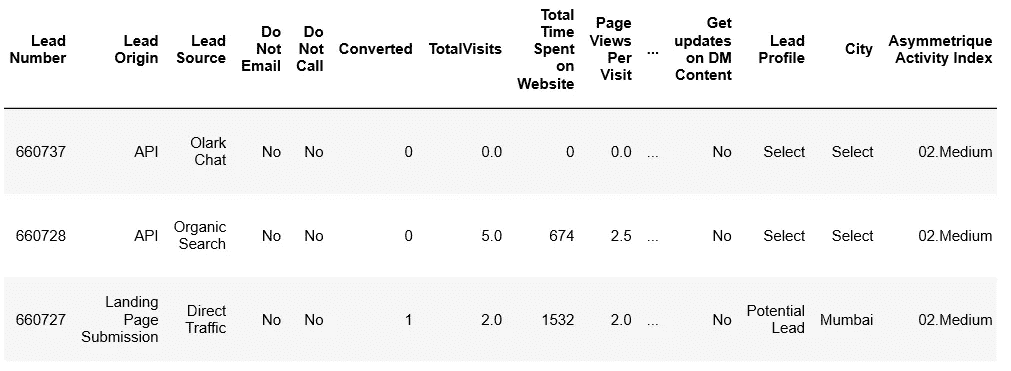 Lead Number Lead Origin Lead Source Do Not Email Do Not Call Converted TotalVisits Total Time Spent on Website Page Views Per Visit ... Get updates on DM Content Lead Profile City Asymmetrique Activity Index
660737 API Olark Chat No No 0 0.0 0 0.0 ... No Select Select 02.Medium
660728 API Organic Search No No 0 5.0 674 2.5 ... No Select Select 02.Medium
660727 Landing Page Submission Direct Traffic No No 1 2.0 1532 2.0 ... No Potential Lead Mumbai 02.Medium